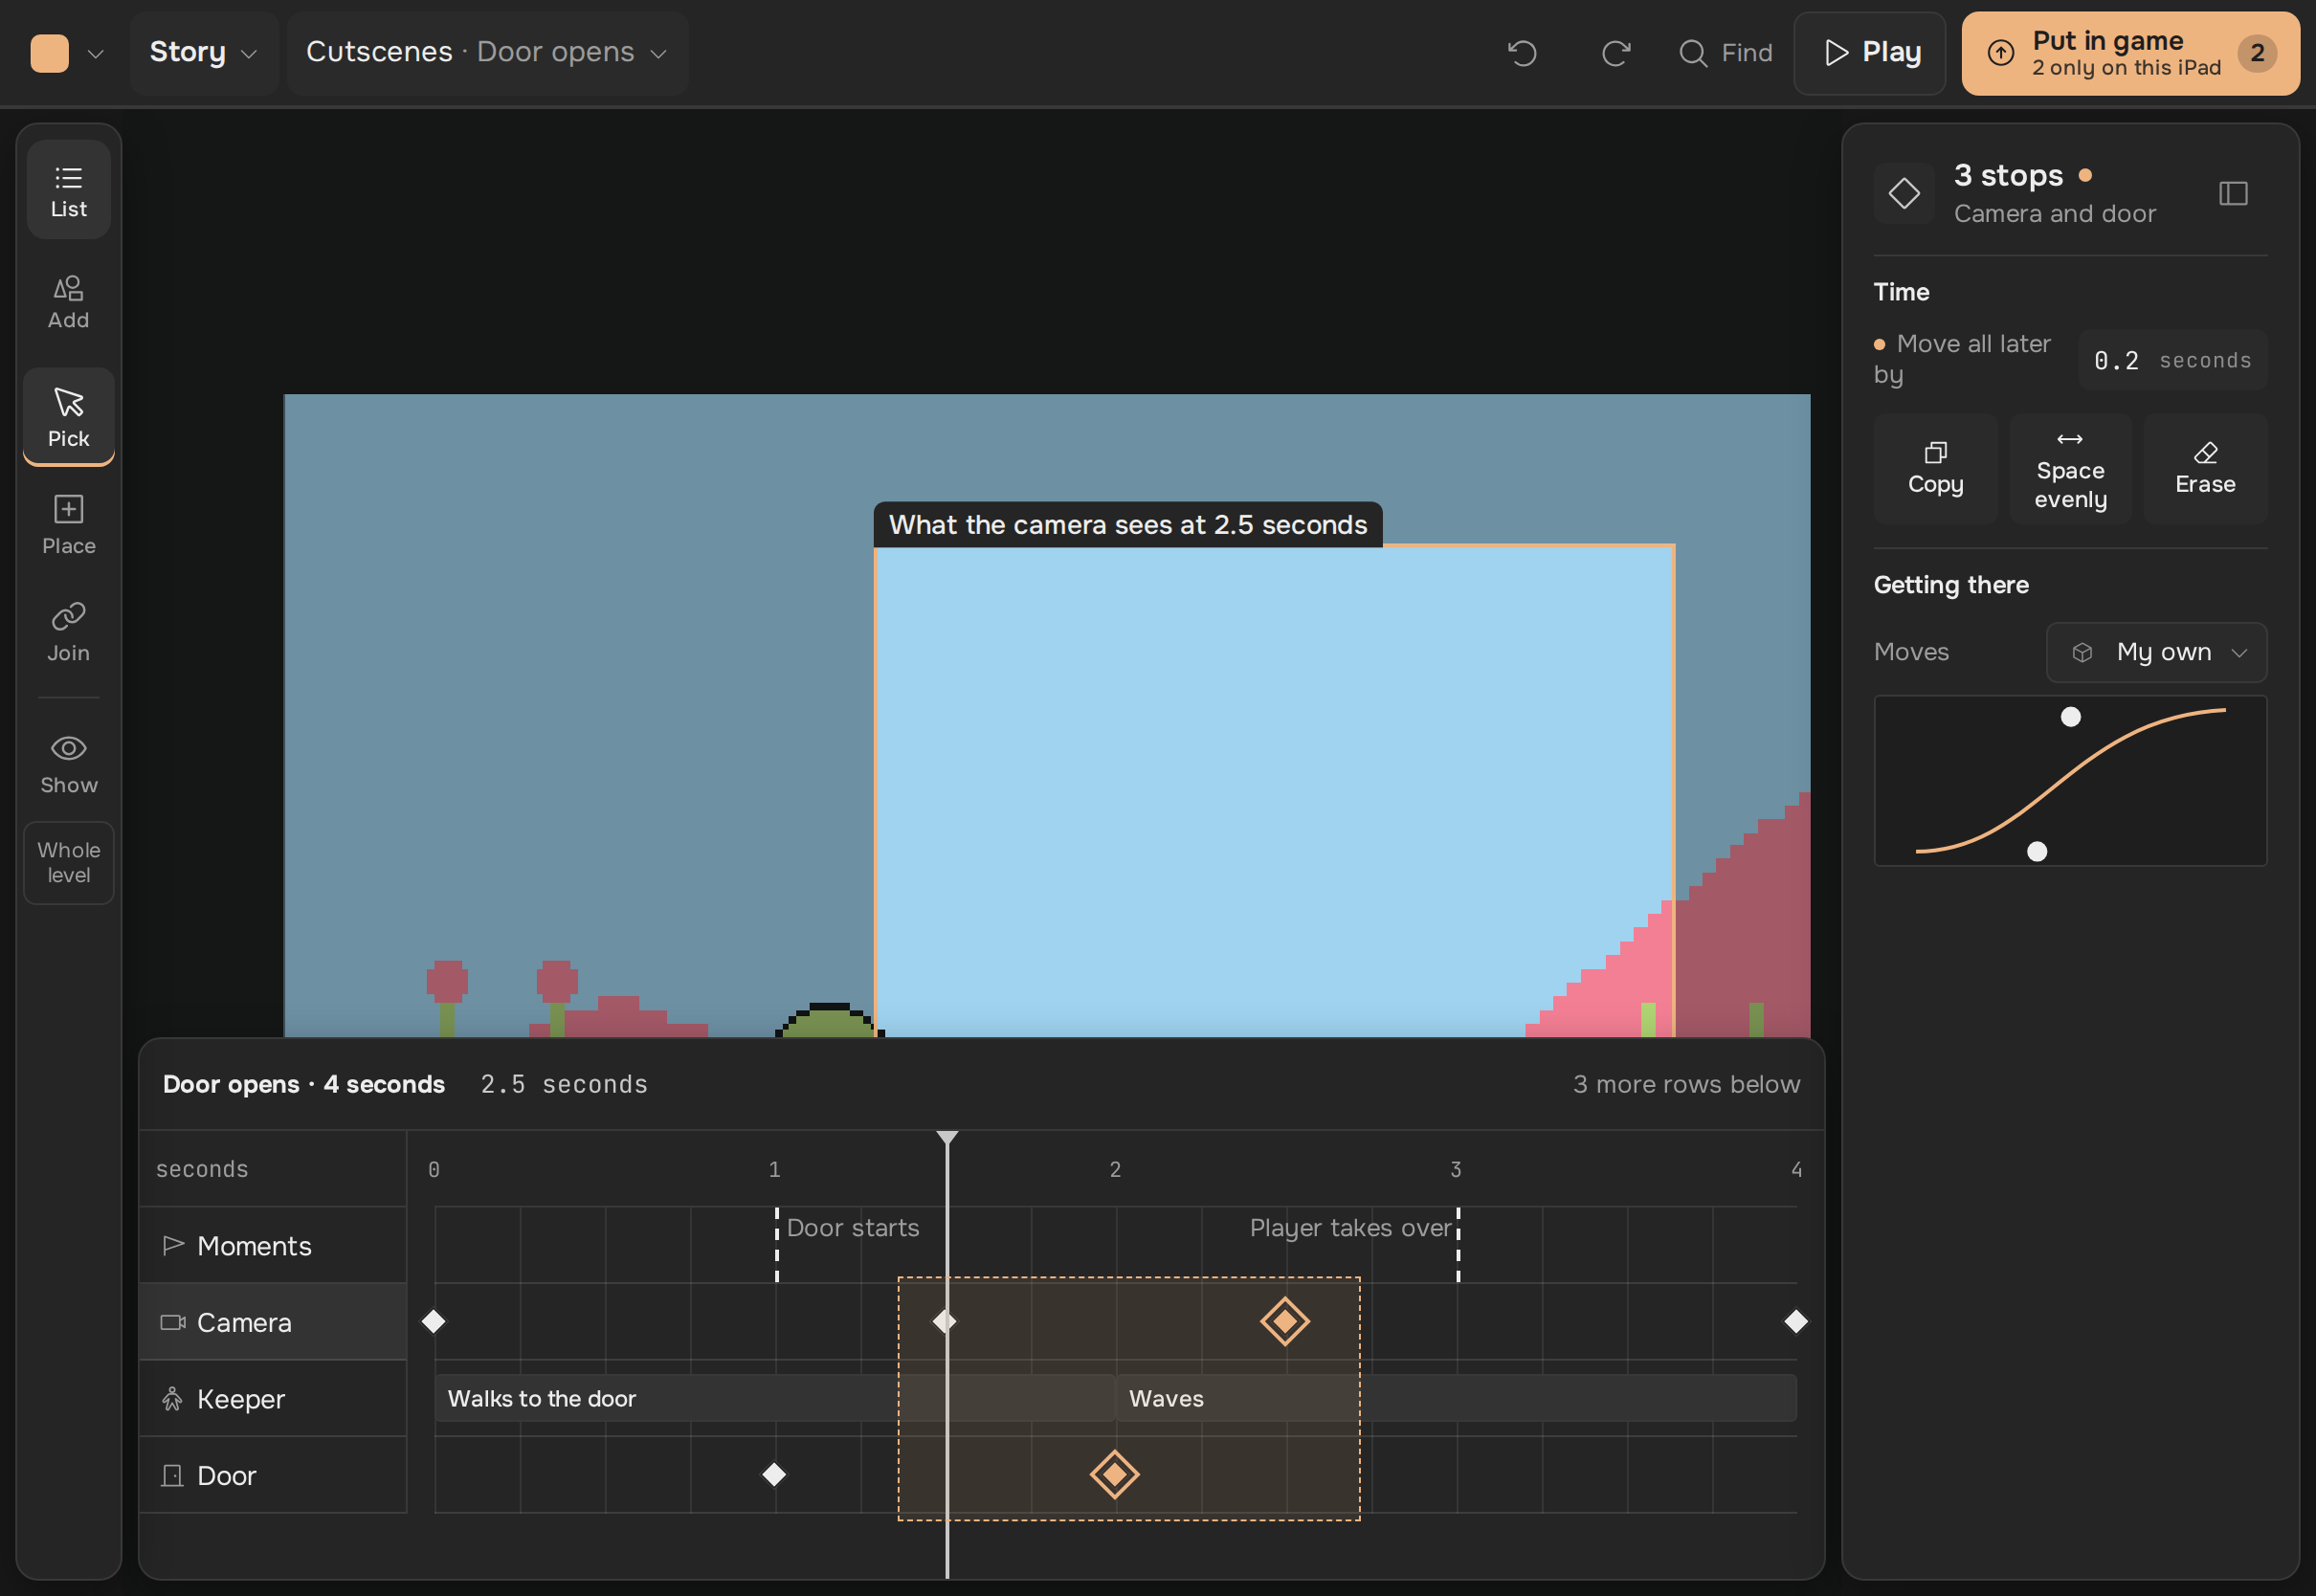 Story
Cutscenes · Door opens
Find
Play
Put in game
2 only on this iPad
2
List
Add
Pick
Place
Join
Show
Whole
level
What the camera sees at 2.5 seconds
3 stops
Camera and door
Time
Move all later
by
0.2 seconds
Copy
Space
evenly
Erase
Getting there
Moves
My own
Door opens · 4 seconds
2.5 seconds
3 more rows below
seconds
0
1
2
3
4
Moments
Door starts
Player takes over
Camera
Keeper
Walks to the door
Waves
Door